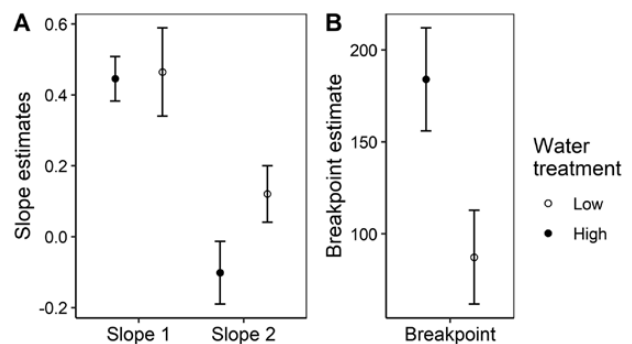 A
Slope estimates
0.6
0.4
0.2
0.0
-0.2
Slope 1
Slope 2
B
Breakpoint estimate
200
150
100
Breakpoint
Water
treatment
Low
High